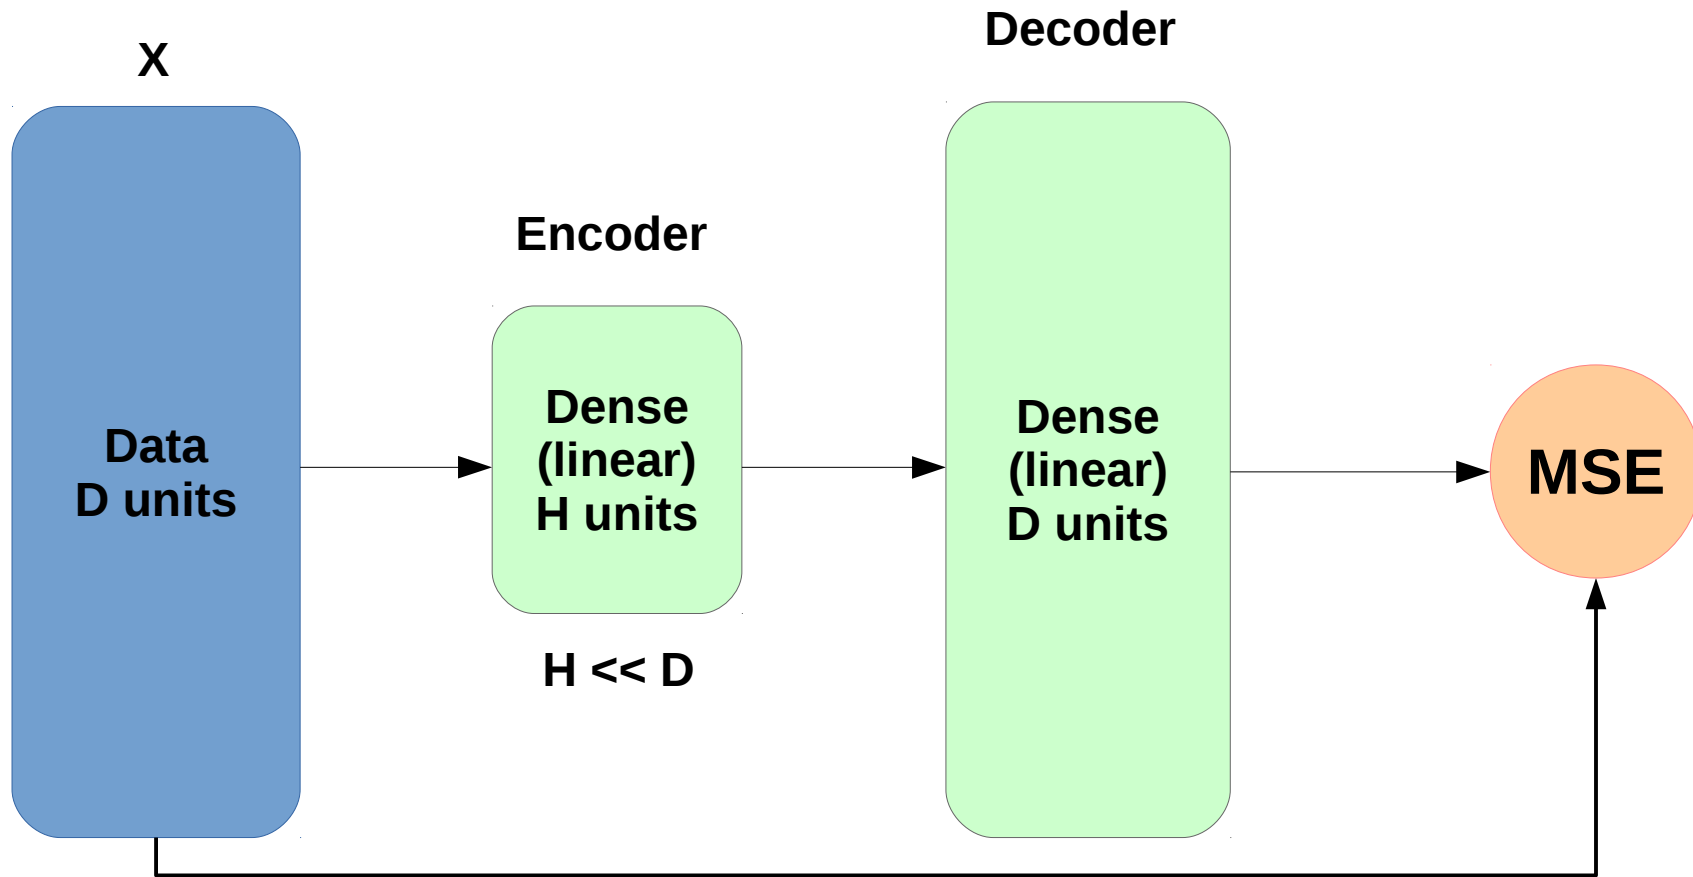 X
Data
D units
Encoder
Dense
(linear)
H units
H << D
Decoder
Dense
(linear)
D units
MSE